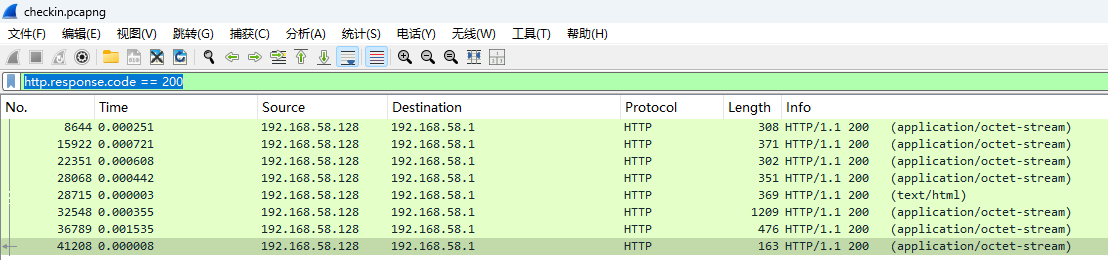 checkin.pcapng
文件(F) 编辑(E) 视图(V) 跳转(G) 捕获(C) 分析(A) 统计(S) 电话(Y) 无线(W) 工具(T) 帮助(H)
http.response.code == 200
No. Time Source Destination Protocol Length Info
8644 0.000251 192.168.58.128 192.168.58.1 HTTP 308 HTTP/1.1 200 (application/octet-stream)
15922 0.000721 192.168.58.128 192.168.58.1 HTTP 371 HTTP/1.1 200 (application/octet-stream)
22351 0.000608 192.168.58.128 192.168.58.1 HTTP 302 HTTP/1.1 200 (application/octet-stream)
28068 0.000442 192.168.58.128 192.168.58.1 HTTP 351 HTTP/1.1 200 (application/octet-stream)
28715 0.000003 192.168.58.128 192.168.58.1 HTTP 369 HTTP/1.1 200 (text/html)
32548 0.000355 192.168.58.128 192.168.58.1 HTTP 1209 HTTP/1.1 200 (application/octet-stream)
36789 0.001535 192.168.58.128 192.168.58.1 HTTP 476 HTTP/1.1 200 (application/octet-stream)
41208 0.000008 192.168.58.128 192.168.58.1 HTTP 163 HTTP/1.1 200 (application/octet-stream)